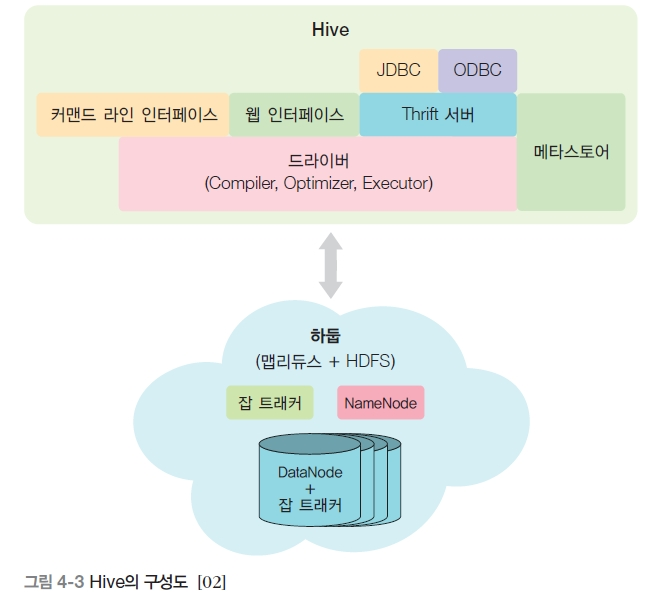 Hive
JDBC
ODBC
커맨드 라인 인터페이스
웹 인터페이스
Thrift 서버
메타스토어
드라이버
(Compiler, Optimizer, Executor)
하둡
(맵리듀스 + HDFS)
잡 트래커
NameNode
DataNode
+
잡 트래커
그림 4-3 Hive의 구성도 [02]